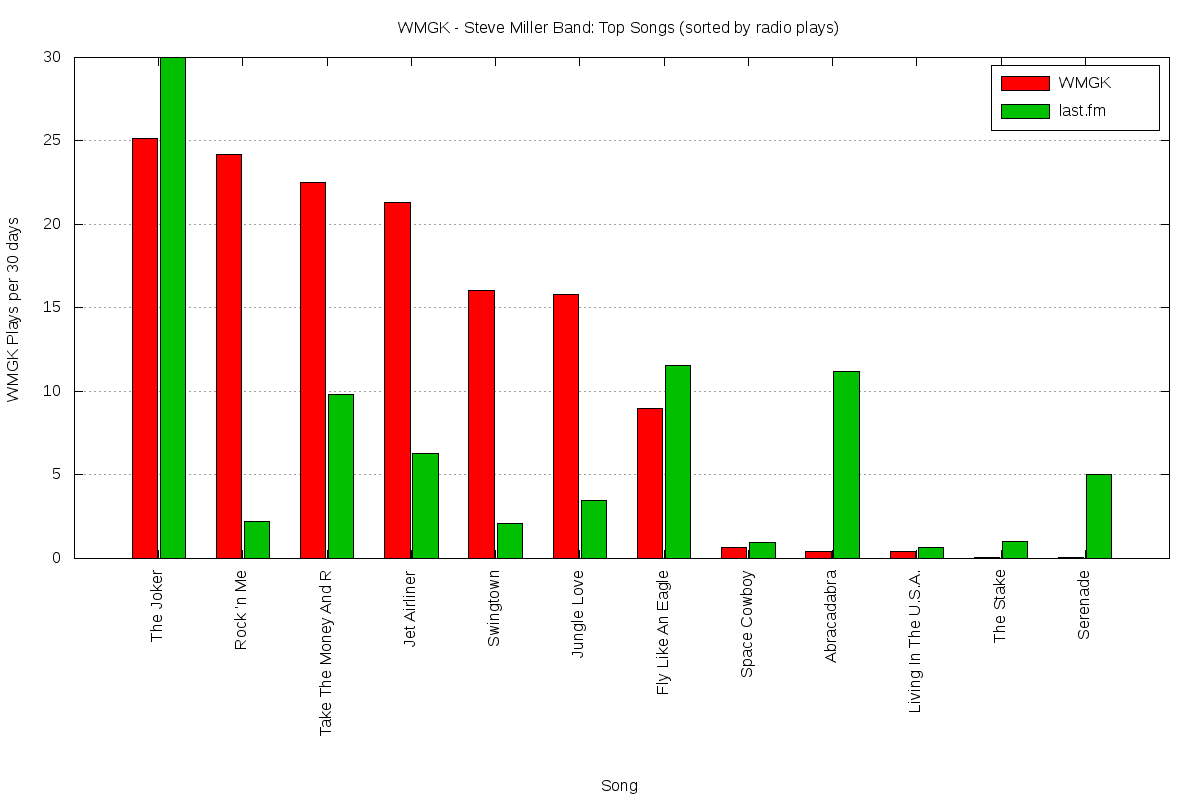 WMGK - Steve Miller Band: Top Songs (sorted by radio plays)
WMGK
last.fm
30
25
20
15
10
5
0
WMGK Plays per 30 days
The Joker
Rock 'n Me
Take The Money And R
Jet Airliner
Swingtown
Jungle Love
Fly Like An Eagle
Space Cowboy
Abracadabra
Living In The U.S.A.
The Stake
Serenade
Song